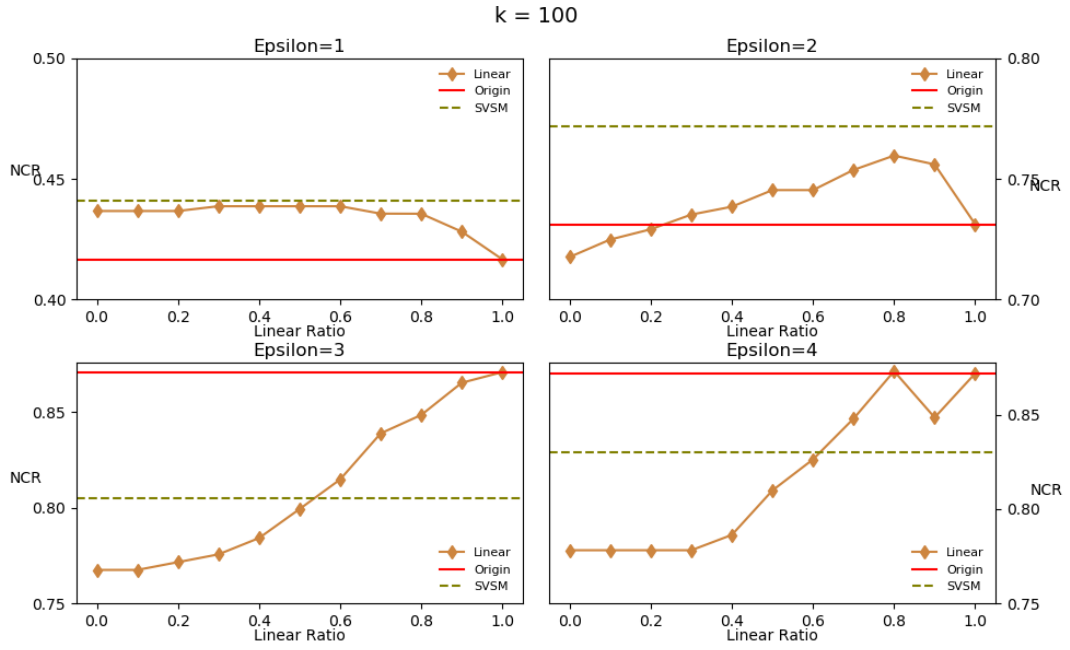 k = 100
Epsilon=1
Epsilon=2
0.50
0.45
0.40
NCR
Linear
Origin
SVSM
0.0 0.2 0.4 0.6 0.8 1.0
Linear Ratio
0.80
0.75
0.70
NCR
Linear
Origin
SVSM
0.0 0.2 0.4 0.6 0.8 1.0
Linear Ratio
Epsilon=3
Epsilon=4
0.85
0.80
0.75
NCR
Linear
Origin
SVSM
0.0 0.2 0.4 0.6 0.8 1.0
Linear Ratio
0.85
0.80
0.75
NCR
Linear
Origin
SVSM
0.0 0.2 0.4 0.6 0.8 1.0
Linear Ratio